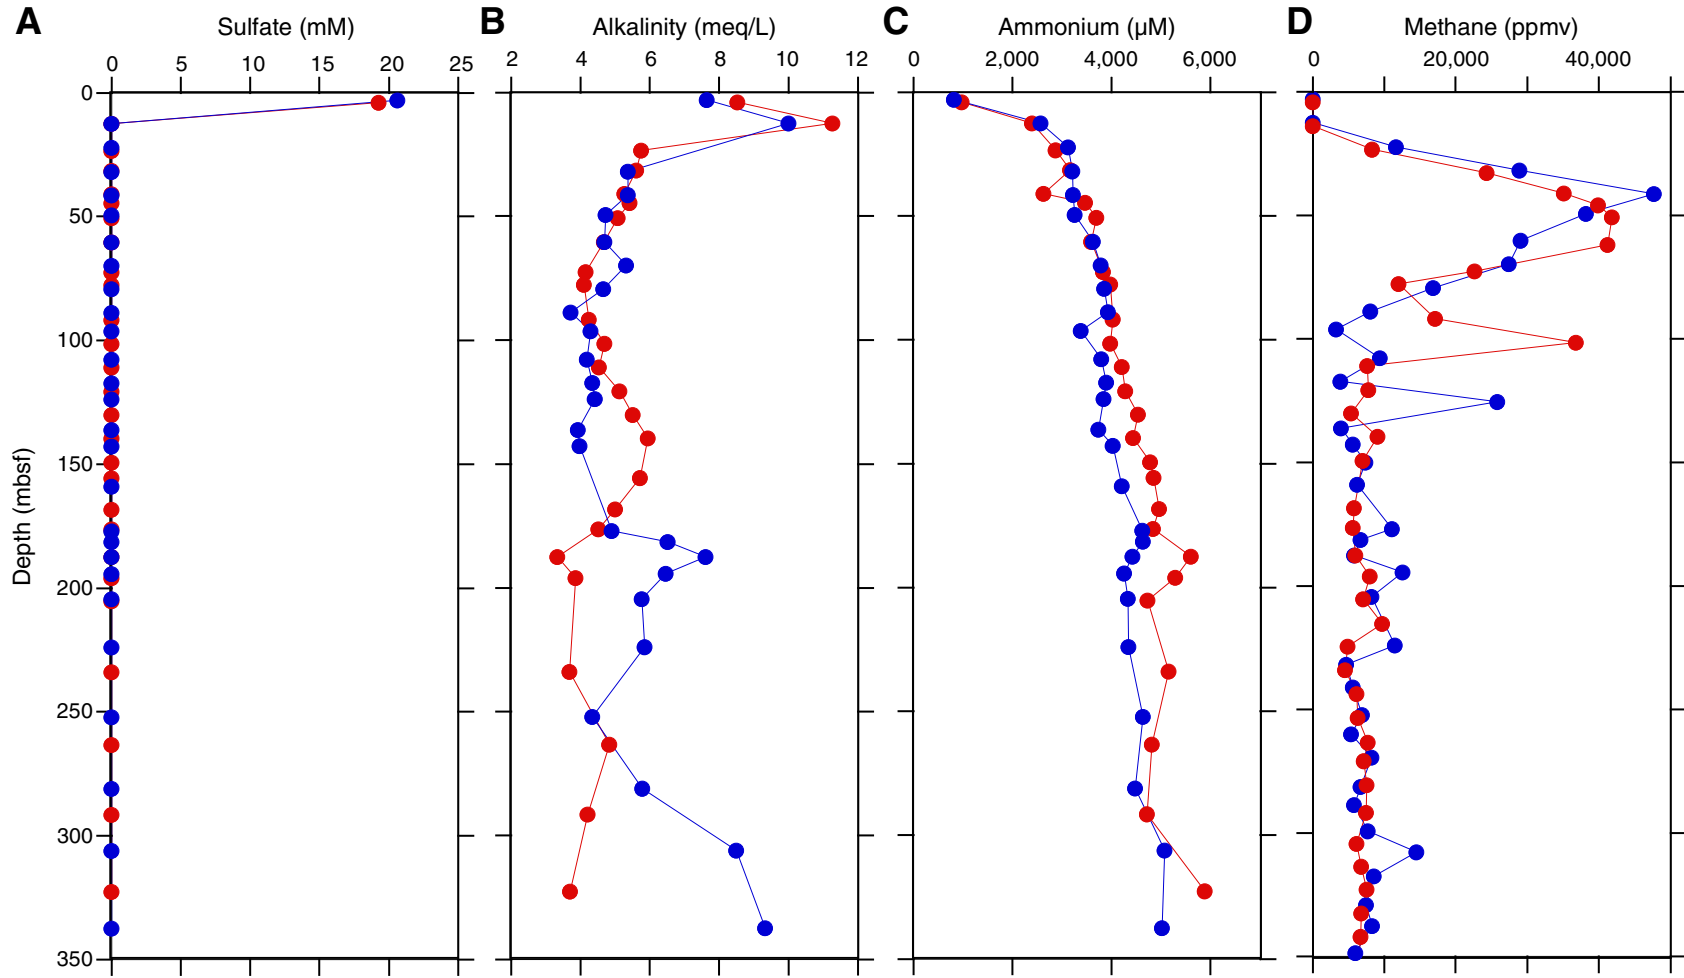 A Sulfate (mM) B Alkalinity (meq/L) C Ammonium (µM) D Methane (ppmv)
0 5 10 15 20 25 2 4 6 8 10 12 0 2,000 4,000 6,000 0 20,000 40,000
0
50
100
150
200
250
300
350
Depth (mbsf)